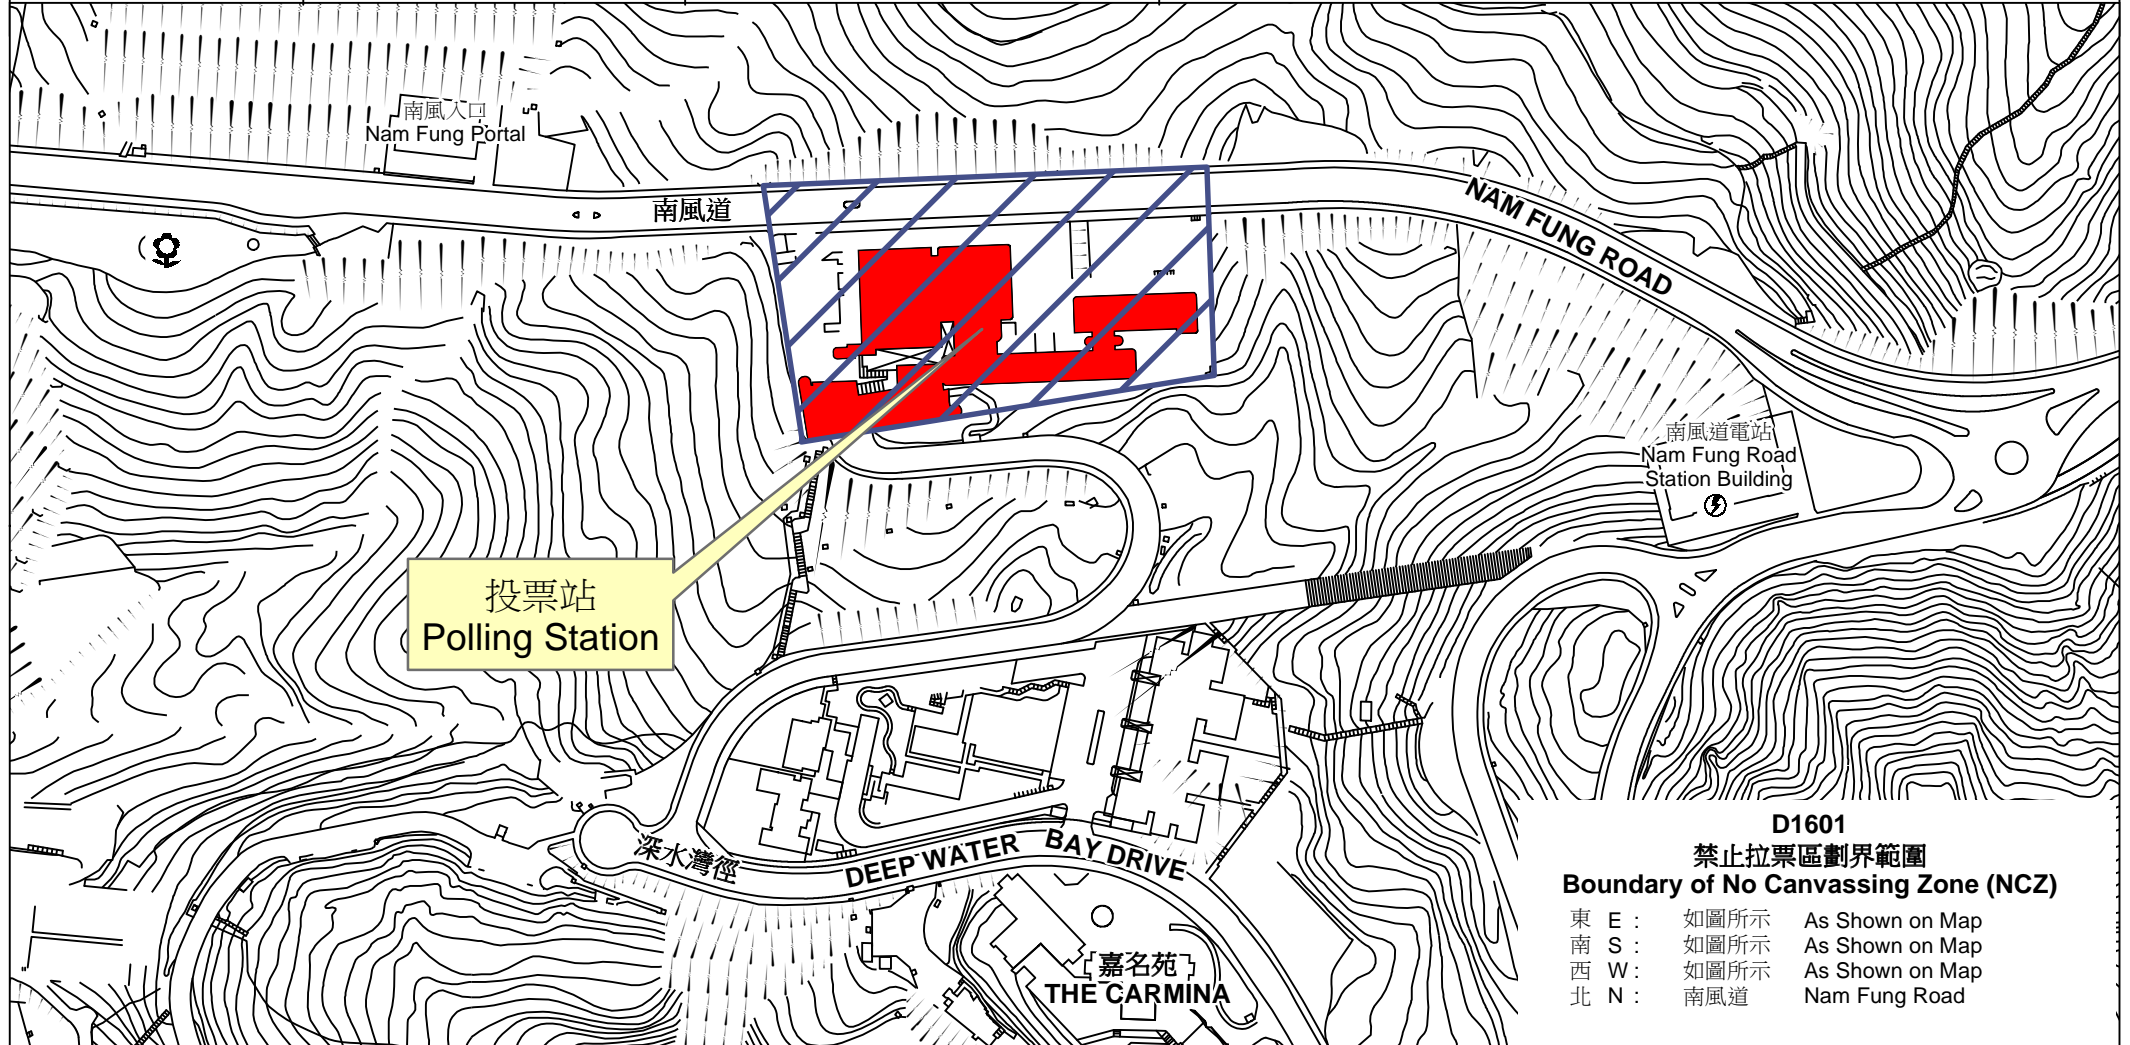 南風入口
Nam Fung Portal
南風道
NAM FUNG ROAD
南風道電站
Nam Fung Road
Station Building
投票站
Polling Station
深水灣徑
DEEP WATER BAY DRIVE
嘉名苑
THE CARMINA
D1601
禁止拉票區劃界範圍
Boundary of No Canvassing Zone (NCZ)
東 E : 如圖所示 As Shown on Map
南 S : 如圖所示 As Shown on Map
西 W : 如圖所示 As Shown on Map
北 N : 南風道 Nam Fung Road